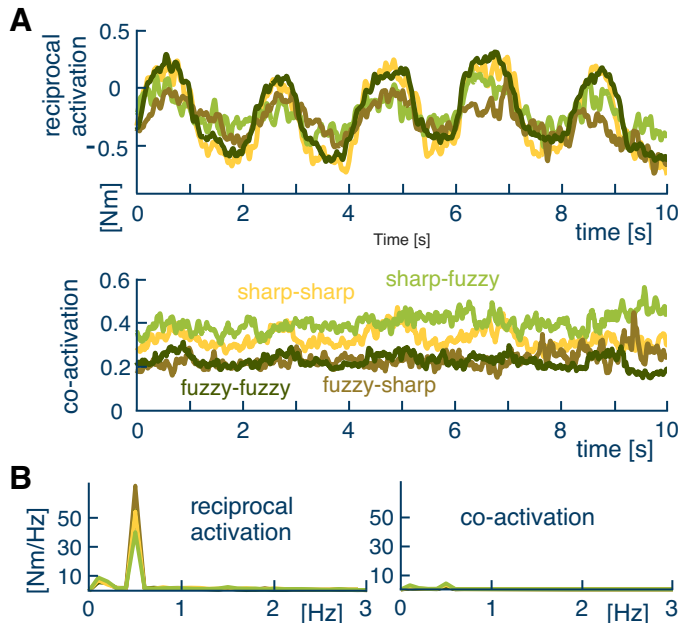 A
reciprocal
activation
[Nm]
0.5
0
-0.5
0 2 4 6 8 10
Time [s]
time [s]
co-activation
0.6
0.4
0.2
0
sharp-sharp
sharp-fuzzy
fuzzy-fuzzy
fuzzy-sharp
0 2 4 6 8 10
time [s]
B
[Nm/Hz]
50
30
10
reciprocal
activation
0 1 2 3
[Hz]
50
30
10
co-activation
0 1 2 3
[Hz]